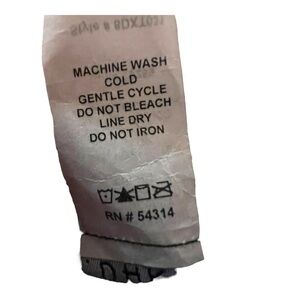 MACHINE WASH
COLD
GENTLE CYCLE
DO NOT BLEACH
LINE DRY
DO NOT IRON
RN # 54314